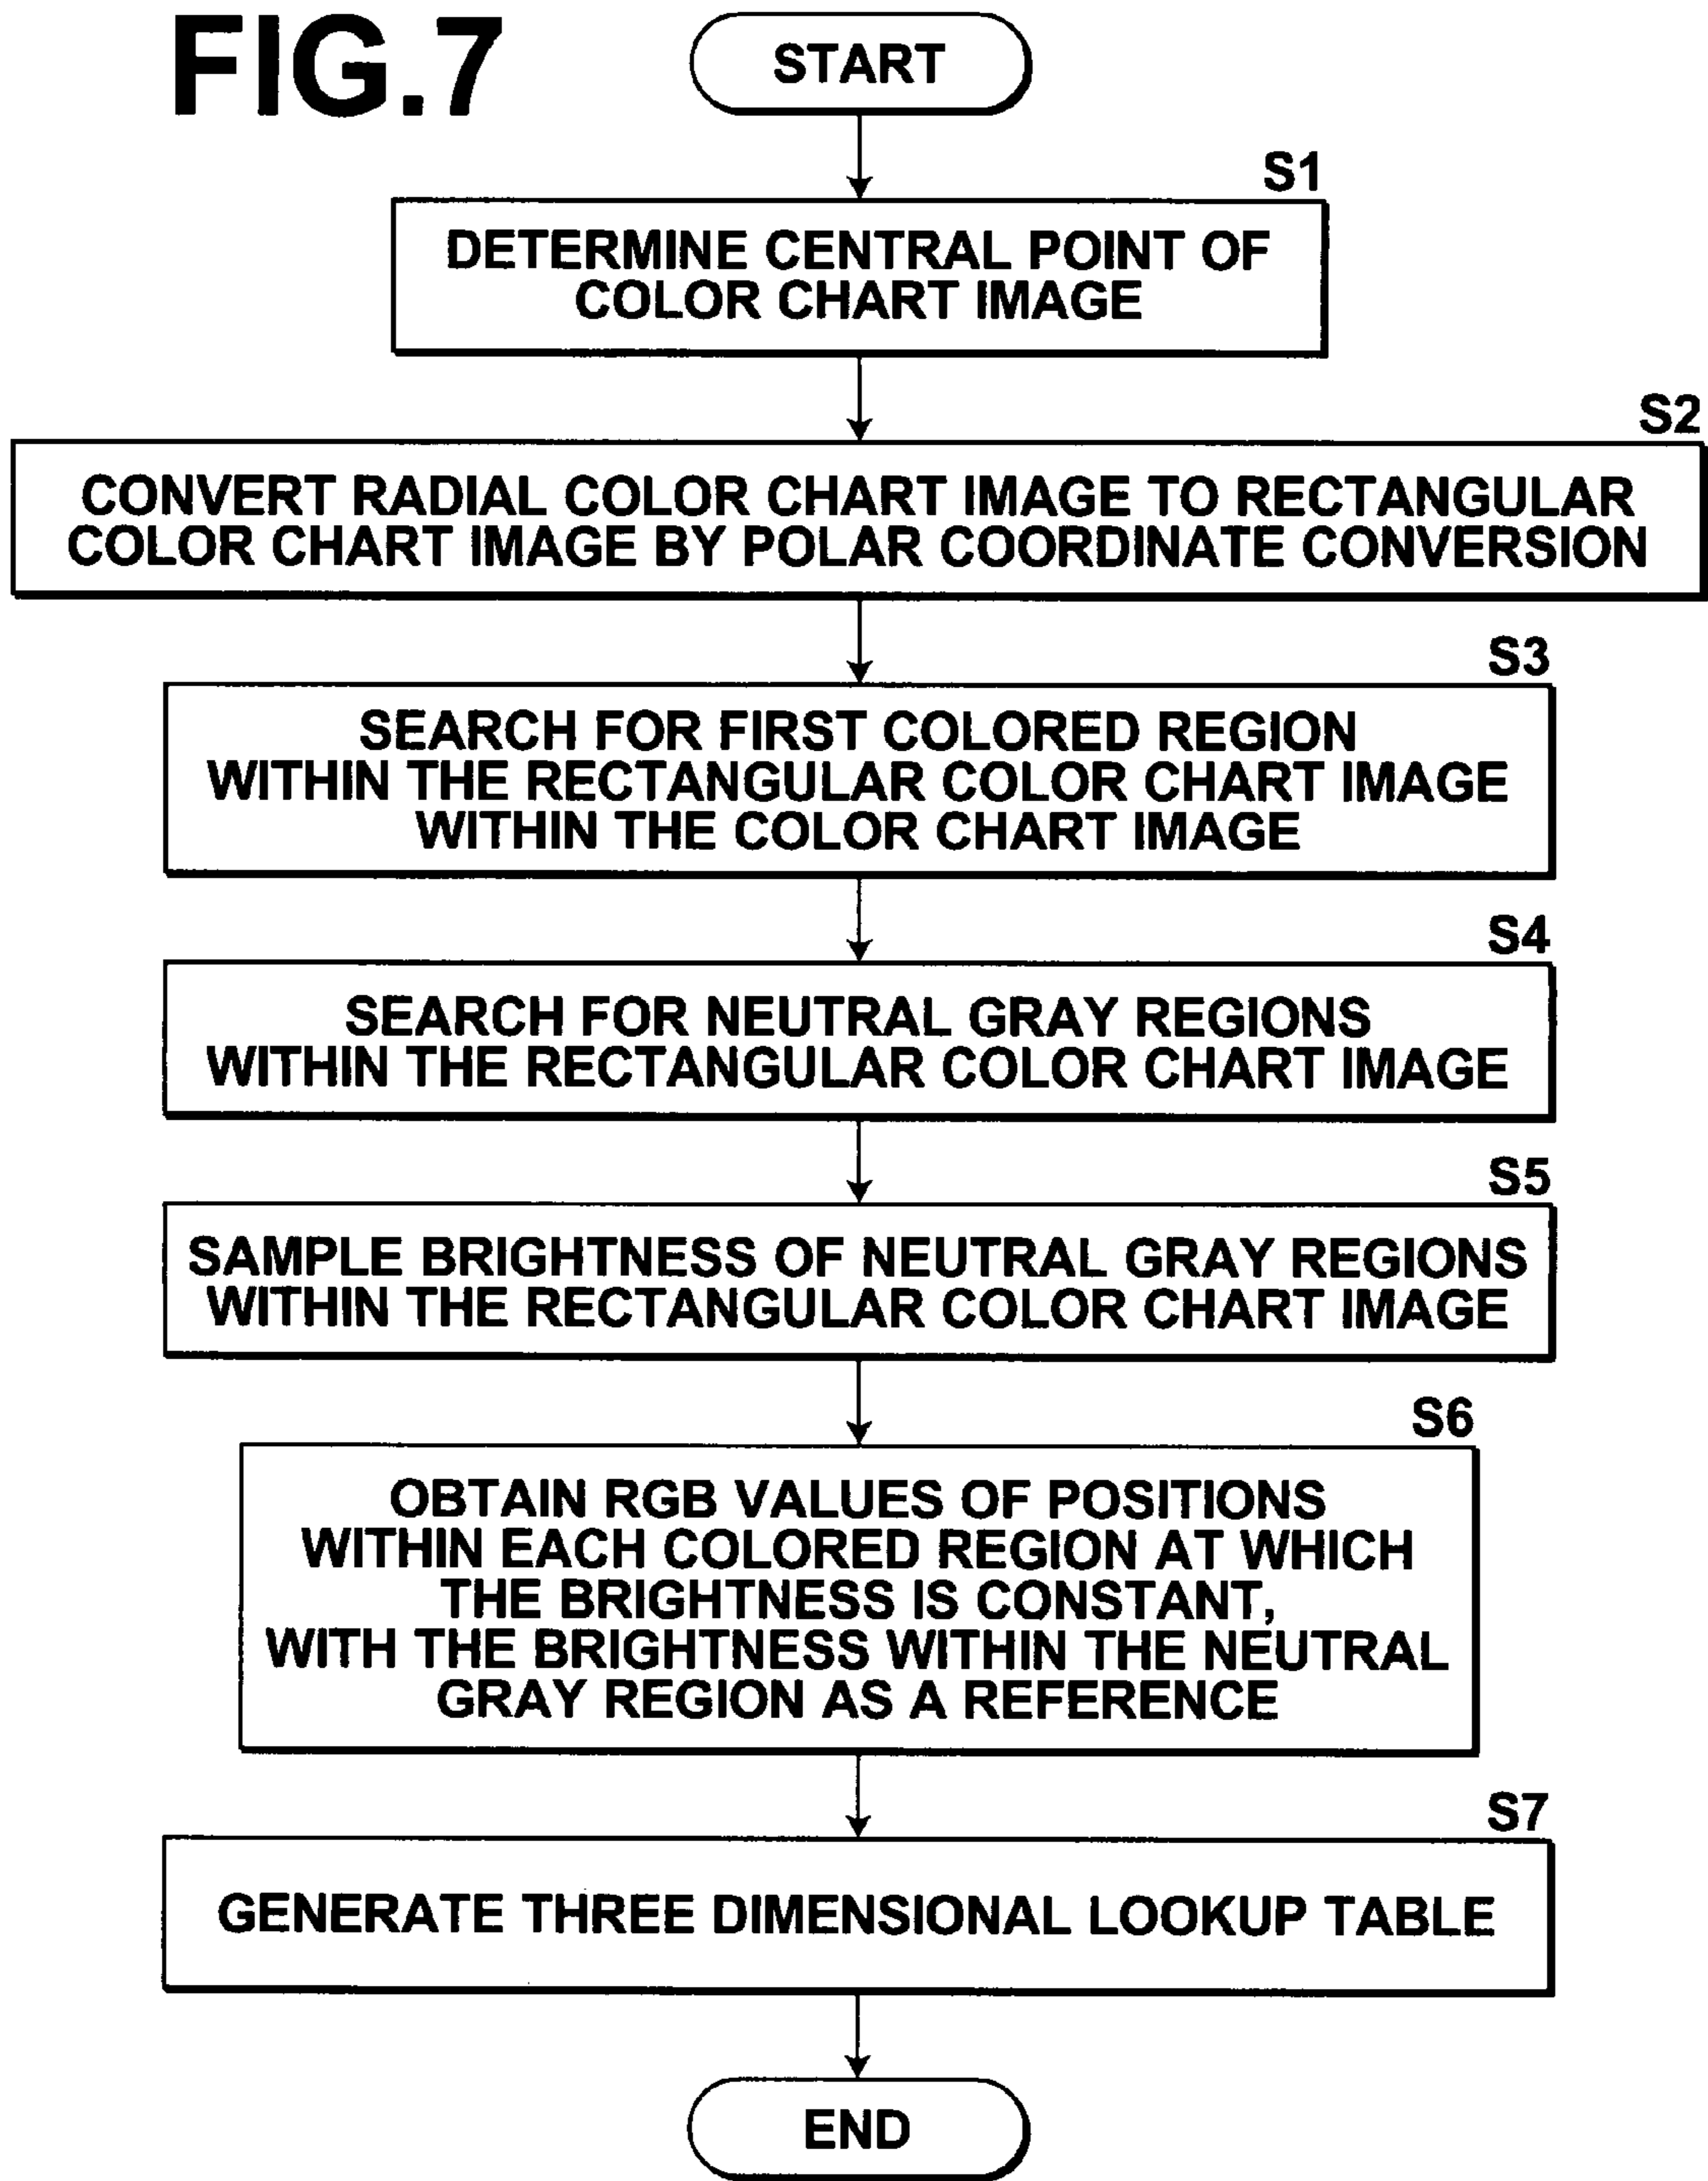 FIG.7
START
S1
DETERMINE CENTRAL POINT OF
COLOR CHART IMAGE
S2
CONVERT RADIAL COLOR CHART IMAGE TO RECTANGULAR
COLOR CHART IMAGE BY POLAR COORDINATE CONVERSION
S3
SEARCH FOR FIRST COLORED REGION
WITHIN THE RECTANGULAR COLOR CHART IMAGE
WITHIN THE COLOR CHART IMAGE
S4
SEARCH FOR NEUTRAL GRAY REGIONS
WITHIN THE RECTANGULAR COLOR CHART IMAGE
S5
SAMPLE BRIGHTNESS OF NEUTRAL GRAY REGIONS
WITHIN THE RECTANGULAR COLOR CHART IMAGE
S6
OBTAIN RGB VALUES OF POSITIONS
WITHIN EACH COLORED REGION AT WHICH
THE BRIGHTNESS IS CONSTANT,
WITH THE BRIGHTNESS WITHIN THE NEUTRAL
GRAY REGION AS A REFERENCE
S7
GENERATE THREE DIMENSIONAL LOOKUP TABLE
END